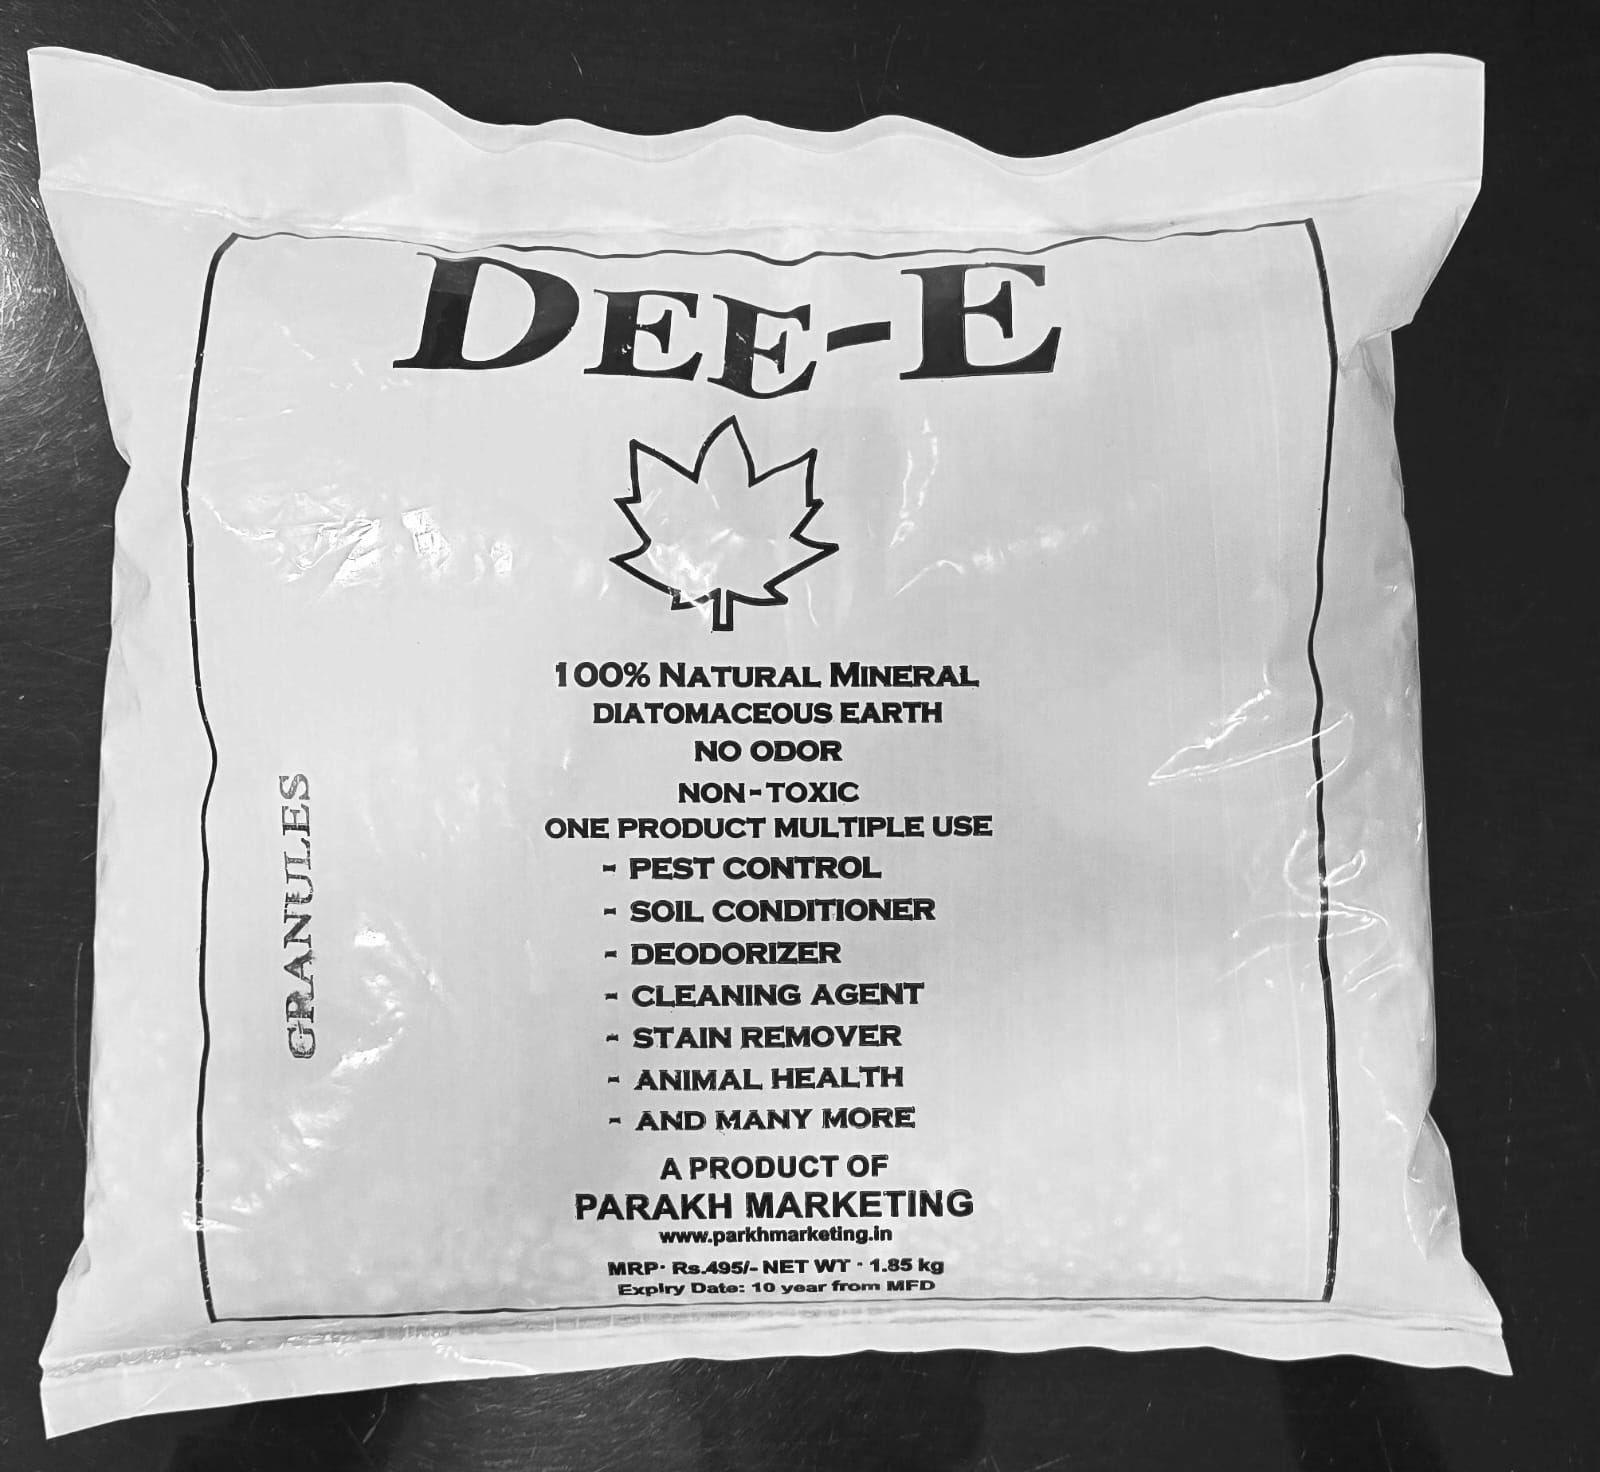 DEE-E
100% NATURAL MINERAL
DIATOMACEOUS EARTH
NO ODOR
NON-TOXIC
ONE PRODUCT MULTIPLE USE
- PEST CONTROL
- SOIL CONDITIONER
- DEODORIZER
- CLEANING AGENT
- STAIN REMOVER
- ANIMAL HEALTH
- AND MANY MORE
GRANULES
A PRODUCT OF
PARAKH MARKETING
www.parkhmarketing.in
MRP· Rs.495/- NET WT · 1.85 kg
Expiry Date: 10 year from MFD